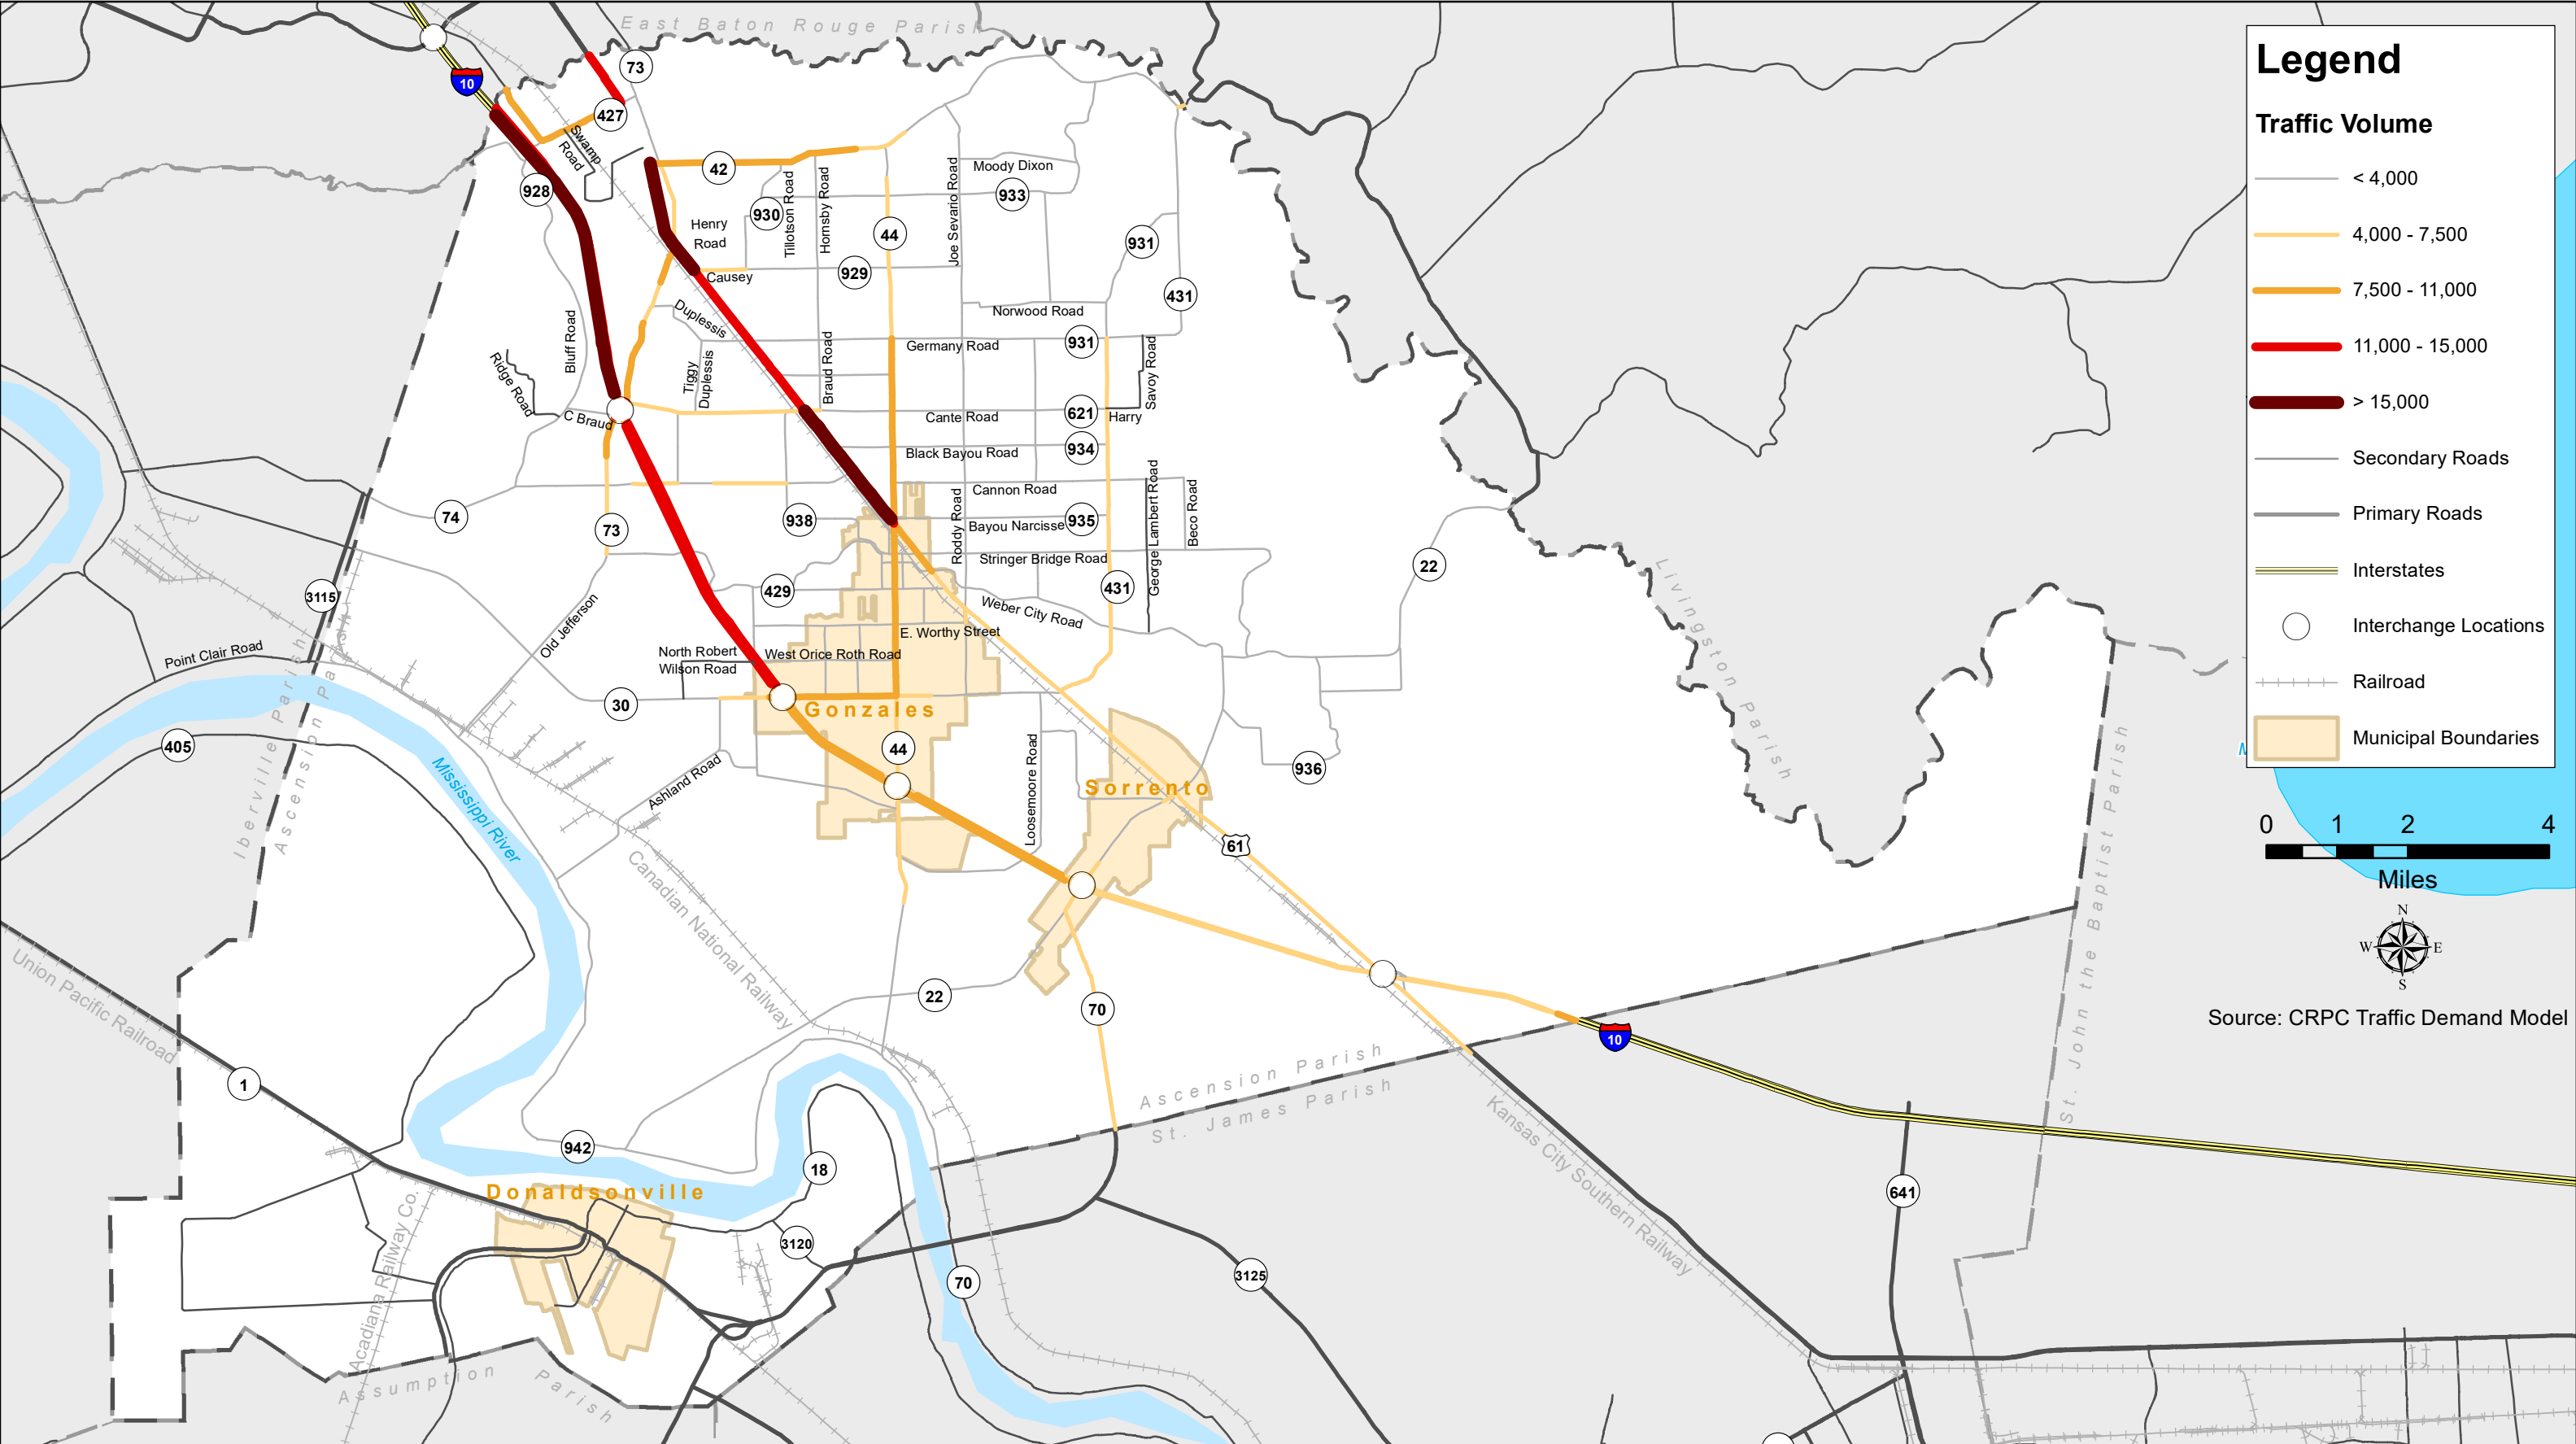 East Baton Rouge Parish
Legend
Traffic Volume
< 4,000
4,000 - 7,500
7,500 - 11,000
11,000 - 15,000
> 15,000
Secondary Roads
Primary Roads
Interstates
Interchange Locations
Railroad
Municipal Boundaries
0 1 2 4
Miles
N
W E
S
Source: CRPC Traffic Demand Model
10
73
427
Swamp
Road
928
42
Moody Dixon
933
930
Tillotson Road
Hornsby Road
44
Joe Sevario Road
Henry
Road
931
929
Causey
431
Duplessis
Norwood Road
Bluff Road
Germany Road
931
Savoy Road
Ridge Road
Tiggy
Duplessis
Braud Road
C Braud
Cante Road
621
Harry
Black Bayou Road
934
Cannon Road
74
73
938
Roddy Road
Bayou Narcisse
935
George Lambert Road
Beco Road
Stringer Bridge Road
22
3115
429
431
Old Jefferson
Weber City Road
E. Worthy Street
Point Clair Road
North Robert
Wilson Road
West Orice Roth Road
30
Gonzales
405
44
Iberville Parish
Ascension Parish
Mississippi River
Ashland Road
Loosemoore Road
Sorrento
936
61
Livingston Parish
St. John the Baptist Parish
M
Canadian National Railway
Union Pacific Railroad
22
70
10
1
Ascension Parish
St. James Parish
Kansas City Southern Railway
942
18
Donaldsonville
641
3120
Acadiana Railway Co.
70
3125
Assumption Parish